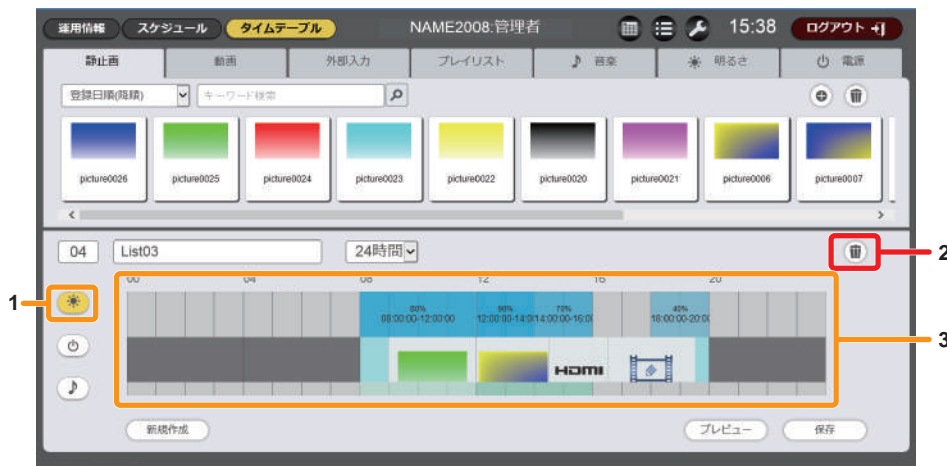 運用情報 スケジュール タイムテーブル NAME2008:管理者 15:38 ログアウト
静止画 動画 外部入力 プレイリスト 音楽 明るさ 電源
登録日順(降順) キーワード検索
picture0026 picture0025 picture0024 picture0023 picture0022 picture0020 picture0021 picture0006 picture0007
04 List03 24時間 2
00 04 08 12 16 20
1
80% 90% 70% 40%
08:00:00-12:00:00 12:00:00-14:0 14:00:00-16:0 18:00:00-20:00
3
HDMI
新規作成 プレビュー 保存